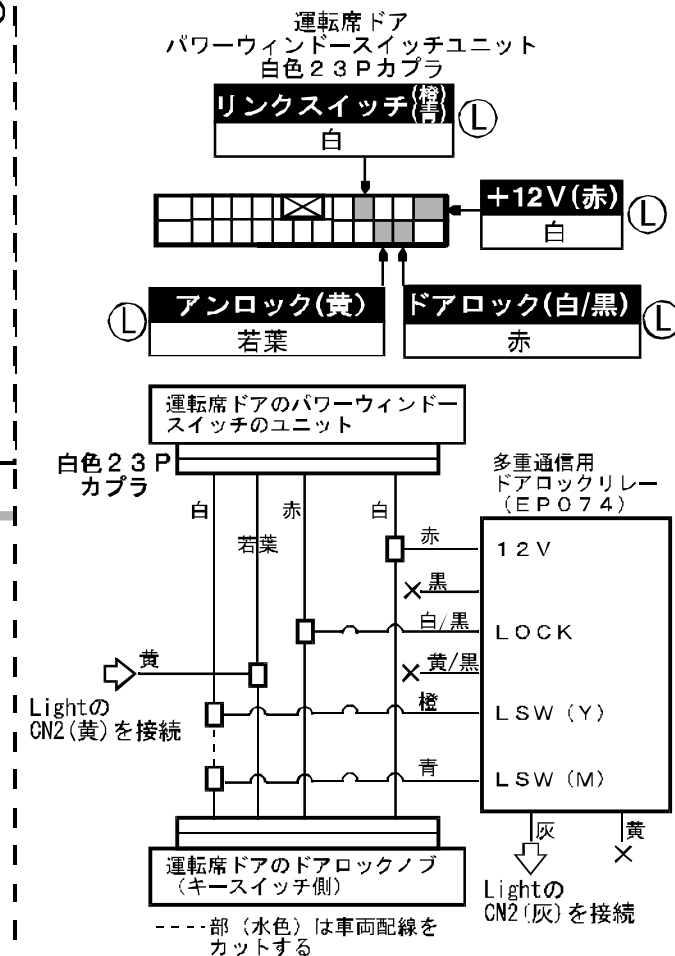 運転席ドア
パワーウィンドースイッチユニット
白色２３Ｐカプラ
リンクスイッチ(橙青)
Ⓛ
白
＋12Ｖ(赤)
Ⓛ
白
Ⓛ
アンロック(黄)
若葉
ドアロック(白/黒)
Ⓛ
赤
運転席ドアのパワーウィンドー
スイッチのユニット
白色２３Ｐ
カプラ
多重通信用
ドアロックリレー
（ＥＰ０７４）
白
若葉
赤
白
赤
１２Ｖ
黒
白/黒
ＬＯＣＫ
黄
黄/黒
Lightの
CN2(黄)を接続
橙
ＬＳＷ（Ｙ）
青
ＬＳＷ（Ｍ）
灰
黄
運転席ドアのドアロックノブ
（キースイッチ側）
Lightの
CN2(灰)を接続
----部（水色）は車両配線を
カットする